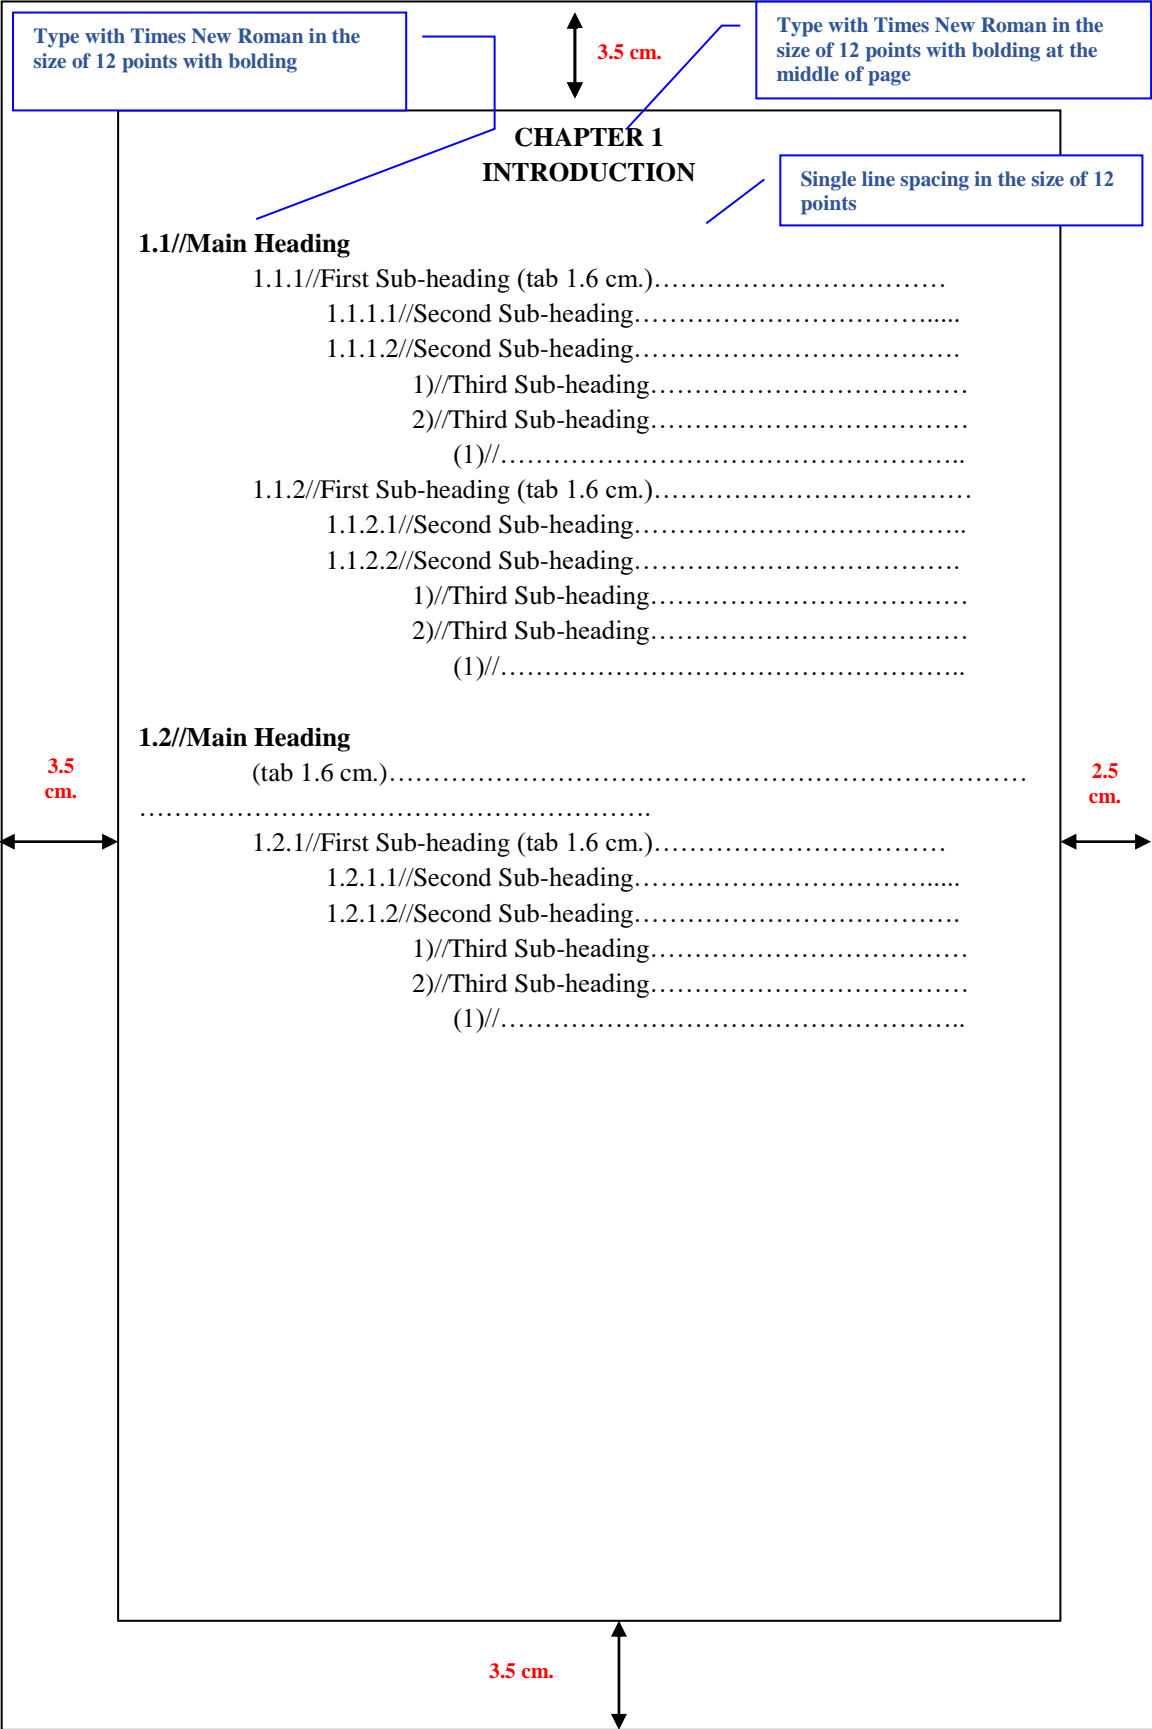 Type with Times New Roman in the
size of 12 points with bolding
3.5 cm.
Type with Times New Roman in the
size of 12 points with bolding at the
middle of page
CHAPTER 1
INTRODUCTION
Single line spacing in the size of 12
points
1.1//Main Heading
1.1.1//First Sub-heading (tab 1.6 cm.)……………………………
1.1.1.1//Second Sub-heading…………………………….....
1.1.1.2//Second Sub-heading……………………………….
1)//Third Sub-heading………………………………
2)//Third Sub-heading………………………………
(1)//……………………………………………..
1.1.2//First Sub-heading (tab 1.6 cm.)………………………………
1.1.2.1//Second Sub-heading………………………………..
1.1.2.2//Second Sub-heading……………………………….
1)//Third Sub-heading………………………………
2)//Third Sub-heading………………………………
(1)//……………………………………………..
1.2//Main Heading
(tab 1.6 cm.)………………………………………………………………
………………………………………………….
1.2.1//First Sub-heading (tab 1.6 cm.)……………………………
1.2.1.1//Second Sub-heading…………………………….....
1.2.1.2//Second Sub-heading……………………………….
1)//Third Sub-heading………………………………
2)//Third Sub-heading………………………………
(1)//……………………………………………..
3.5
cm.
2.5
cm.
3.5 cm.